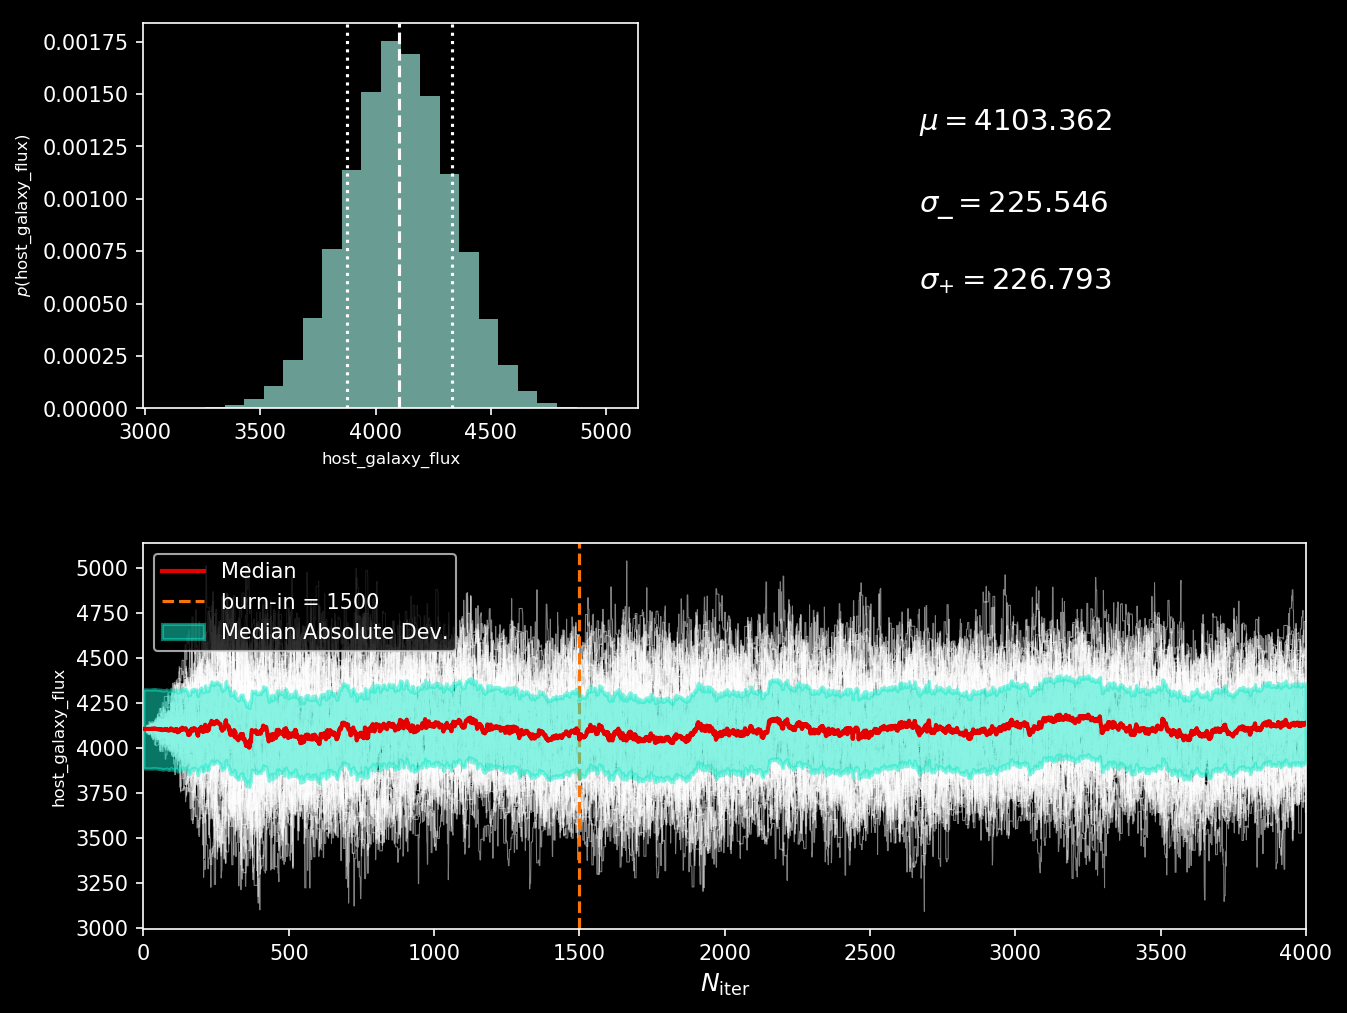 0.00175
0.00150
0.00125
0.00100
0.00075
0.00050
0.00025
0.00000
p(host_galaxy_flux)
3000 3500 4000 4500 5000
host_galaxy_flux
μ = 4103.362
σ₋ = 225.546
σ₊ = 226.793
Median
burn-in = 1500
Median Absolute Dev.
5000
4750
4500
4250
4000
3750
3500
3250
3000
host_galaxy_flux
0 500 1000 1500 2000 2500 3000 3500 4000
N_iter